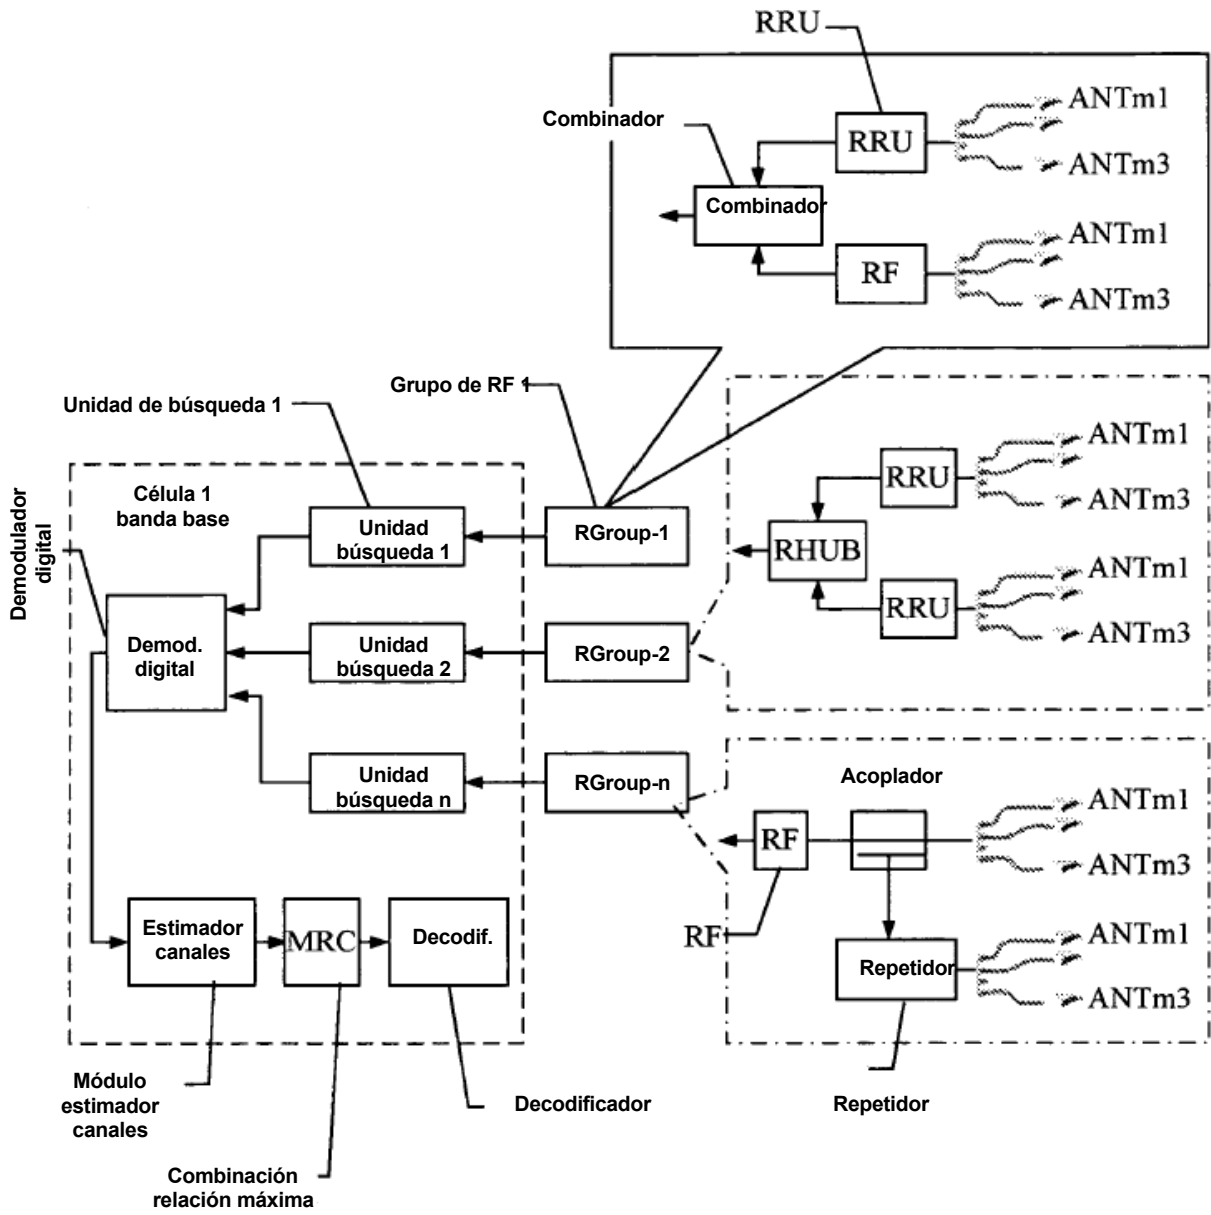 RRU
ANTm1
Combinador
RRU
ANTm3
Combinador
ANTm1
RF
ANTm3
Grupo de RF 1
Unidad de búsqueda 1
ANTm1
RRU
ANTm3
Célula 1
banda base
Unidad
búsqueda 1
RGroup-1
RHUB
Demodulador
digital
ANTm1
RRU
ANTm3
Demod.
digital
Unidad
búsqueda 2
RGroup-2
Unidad
búsqueda n
RGroup-n
Acoplador
ANTm1
RF
ANTm3
RF
Estimador
canales
MRC
Decodif.
ANTm1
Repetidor
ANTm3
Módulo
estimador
canales
Decodificador
Repetidor
Combinación
relación máxima